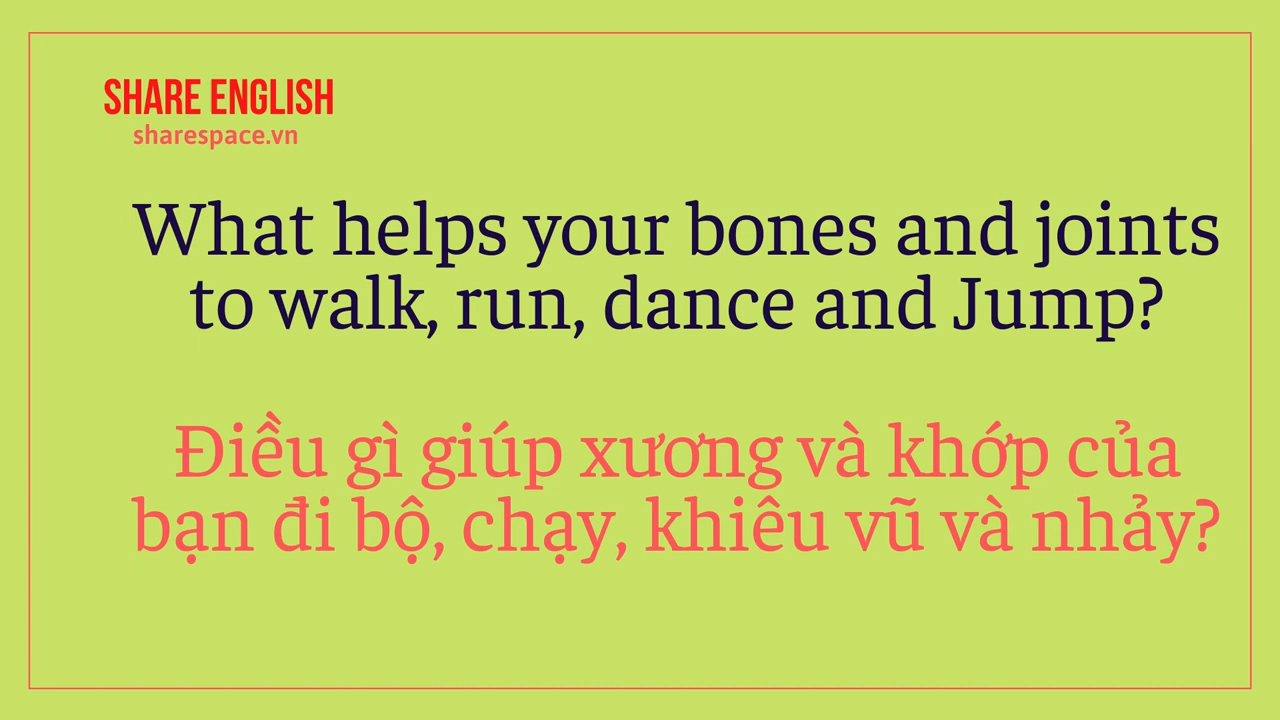 SHARE ENGLISH
sharespace.vn
What helps your bones and joints
to walk, run, dance and Jump?
Điều gì giúp xương và khớp của
bạn đi bộ, chạy, khiêu vũ và nhảy?